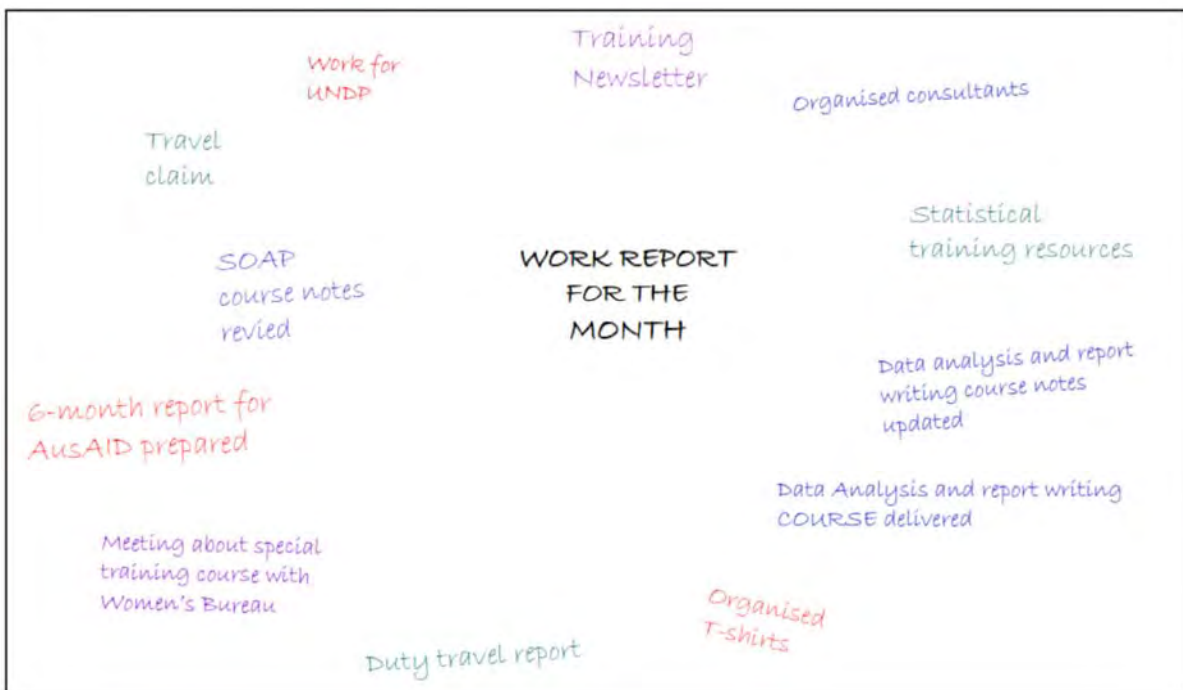 Training
Newsletter
Work for
UNDP
Organised consultants
Travel
claim
Statistical
training resources
SOAP
course notes
revied
WORK REPORT
FOR THE
MONTH
Data analysis and report
writing course notes
updated
6-month report for
AusAID prepared
Data Analysis and report writing
COURSE delivered
Meeting about special
training course with
Women's Bureau
Organised
T-shirts
Duty travel report